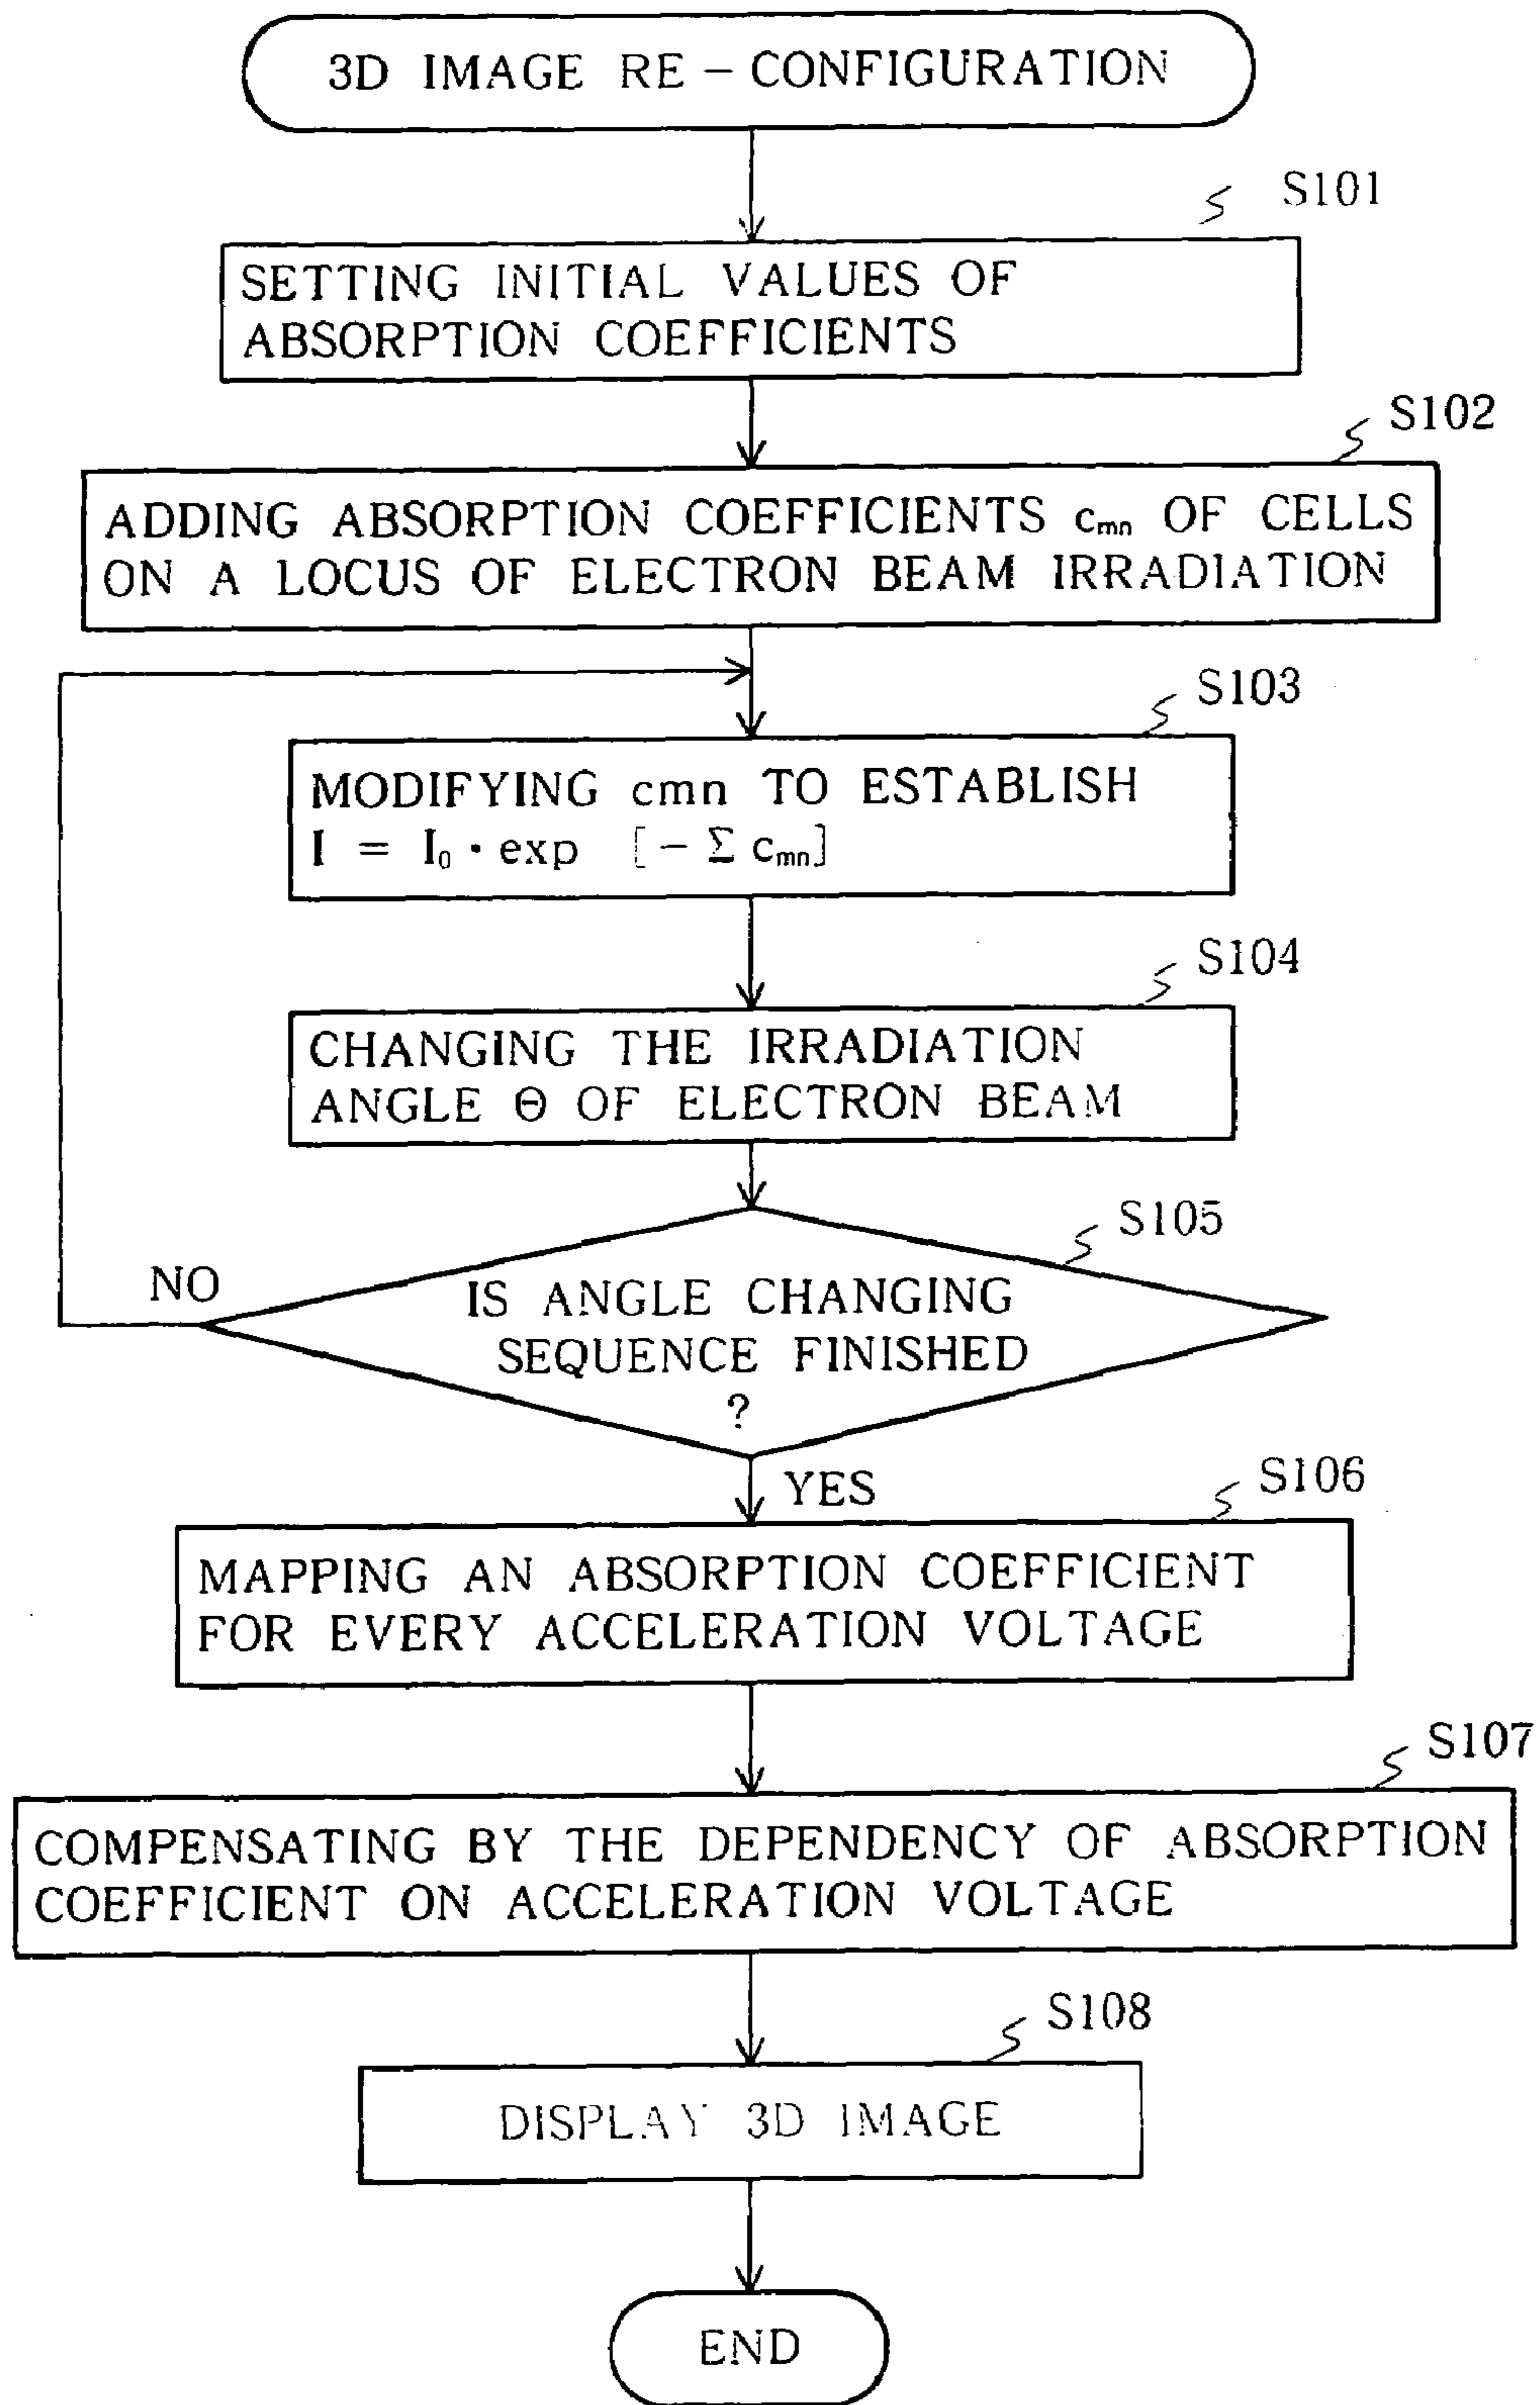 3D IMAGE RE – CONFIGURATION
S101
SETTING INITIAL VALUES OF
ABSORPTION COEFFICIENTS
S102
ADDING ABSORPTION COEFFICIENTS cmn OF CELLS
ON A LOCUS OF ELECTRON BEAM IRRADIATION
S103
MODIFYING cmn TO ESTABLISH
I = I₀ · exp [ – Σ cmn]
S104
CHANGING THE IRRADIATION
ANGLE Θ OF ELECTRON BEAM
S105
NO
IS ANGLE CHANGING
SEQUENCE FINISHED
?
YES
S106
MAPPING AN ABSORPTION COEFFICIENT
FOR EVERY ACCELERATION VOLTAGE
S107
COMPENSATING BY THE DEPENDENCY OF ABSORPTION
COEFFICIENT ON ACCELERATION VOLTAGE
S108
DISPLAY 3D IMAGE
END